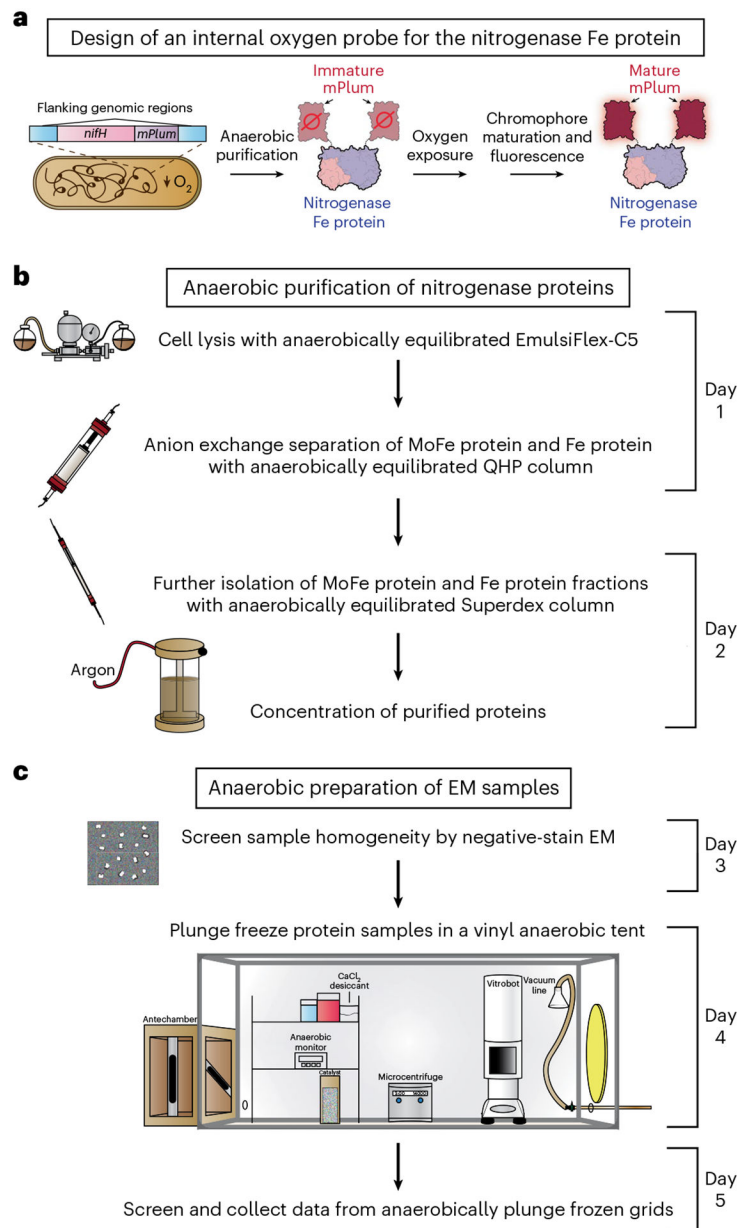 a
Design of an internal oxygen probe for the nitrogenase Fe protein
Flanking genomic regions
nifH
mPlum
↓ O2
Anaerobic
purification
Immature
mPlum
Nitrogenase
Fe protein
Oxygen
exposure
Chromophore
maturation and
fluorescence
Mature
mPlum
Nitrogenase
Fe protein
b
Anaerobic purification of nitrogenase proteins
Cell lysis with anaerobically equilibrated EmulsiFlex-C5
Anion exchange separation of MoFe protein and Fe protein
with anaerobically equilibrated QHP column
Day
1
Further isolation of MoFe protein and Fe protein fractions
with anaerobically equilibrated Superdex column
Argon
Concentration of purified proteins
Day
2
c
Anaerobic preparation of EM samples
Screen sample homogeneity by negative-stain EM
Day
3
Plunge freeze protein samples in a vinyl anaerobic tent
Antechamber
CaCl2
desiccant
Anaerobic
monitor
Catalyst
Microcentrifuge
Vitrobot
Vacuum
line
Day
4
Screen and collect data from anaerobically plunge frozen grids
Day
5